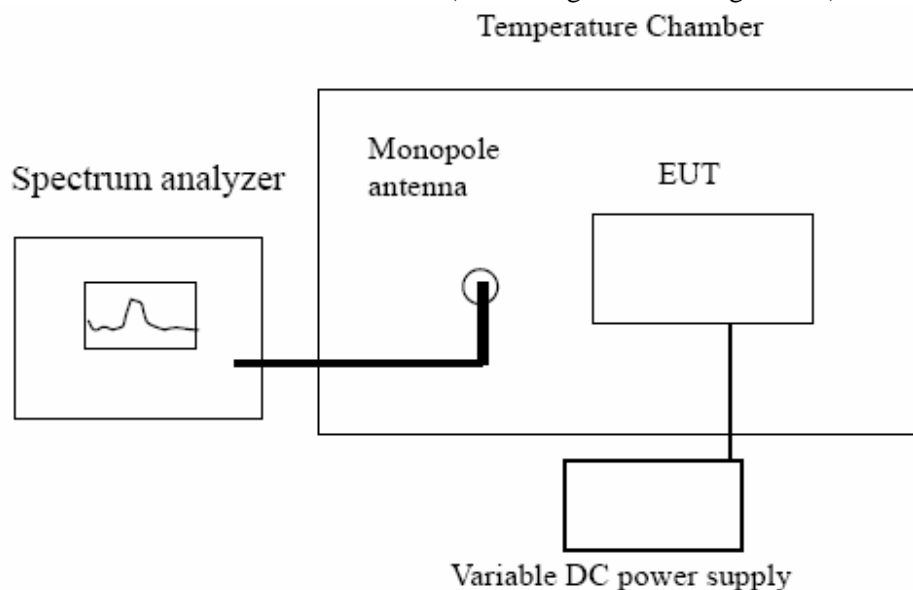 Temperature Chamber
Monopole
antenna
EUT
Spectrum analyzer
Variable DC power supply